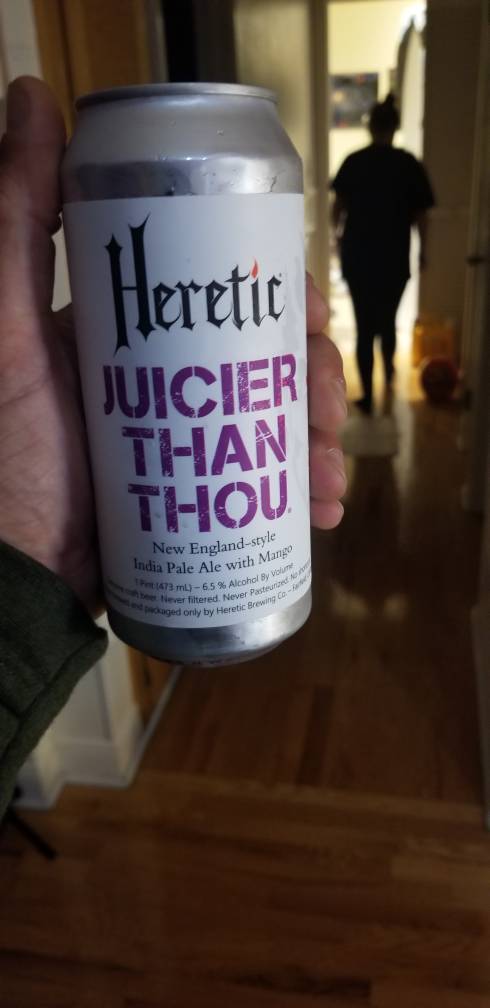 Heretic
JUICIER
THAN
THOU.
New England-style
India Pale Ale with Mango
1 Pint (473 mL) – 6.5 % Alcohol By Volume
craft beer. Never filtered. Never Pasteurized. No
and packaged only by Heretic Brewing Co. –